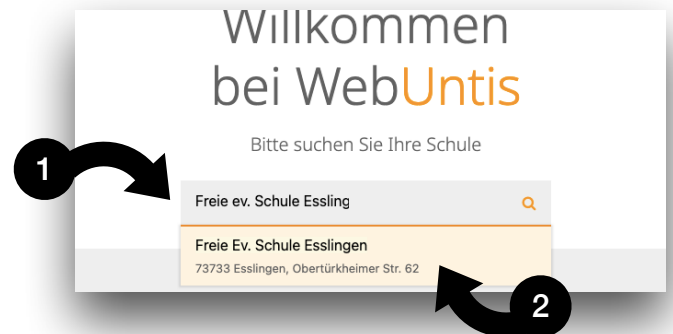 Willkommen
bei WebUntis
Bitte suchen Sie Ihre Schule
1
Freie ev. Schule Essling
Freie Ev. Schule Esslingen
73733 Esslingen, Obertürkheimer Str. 62
2